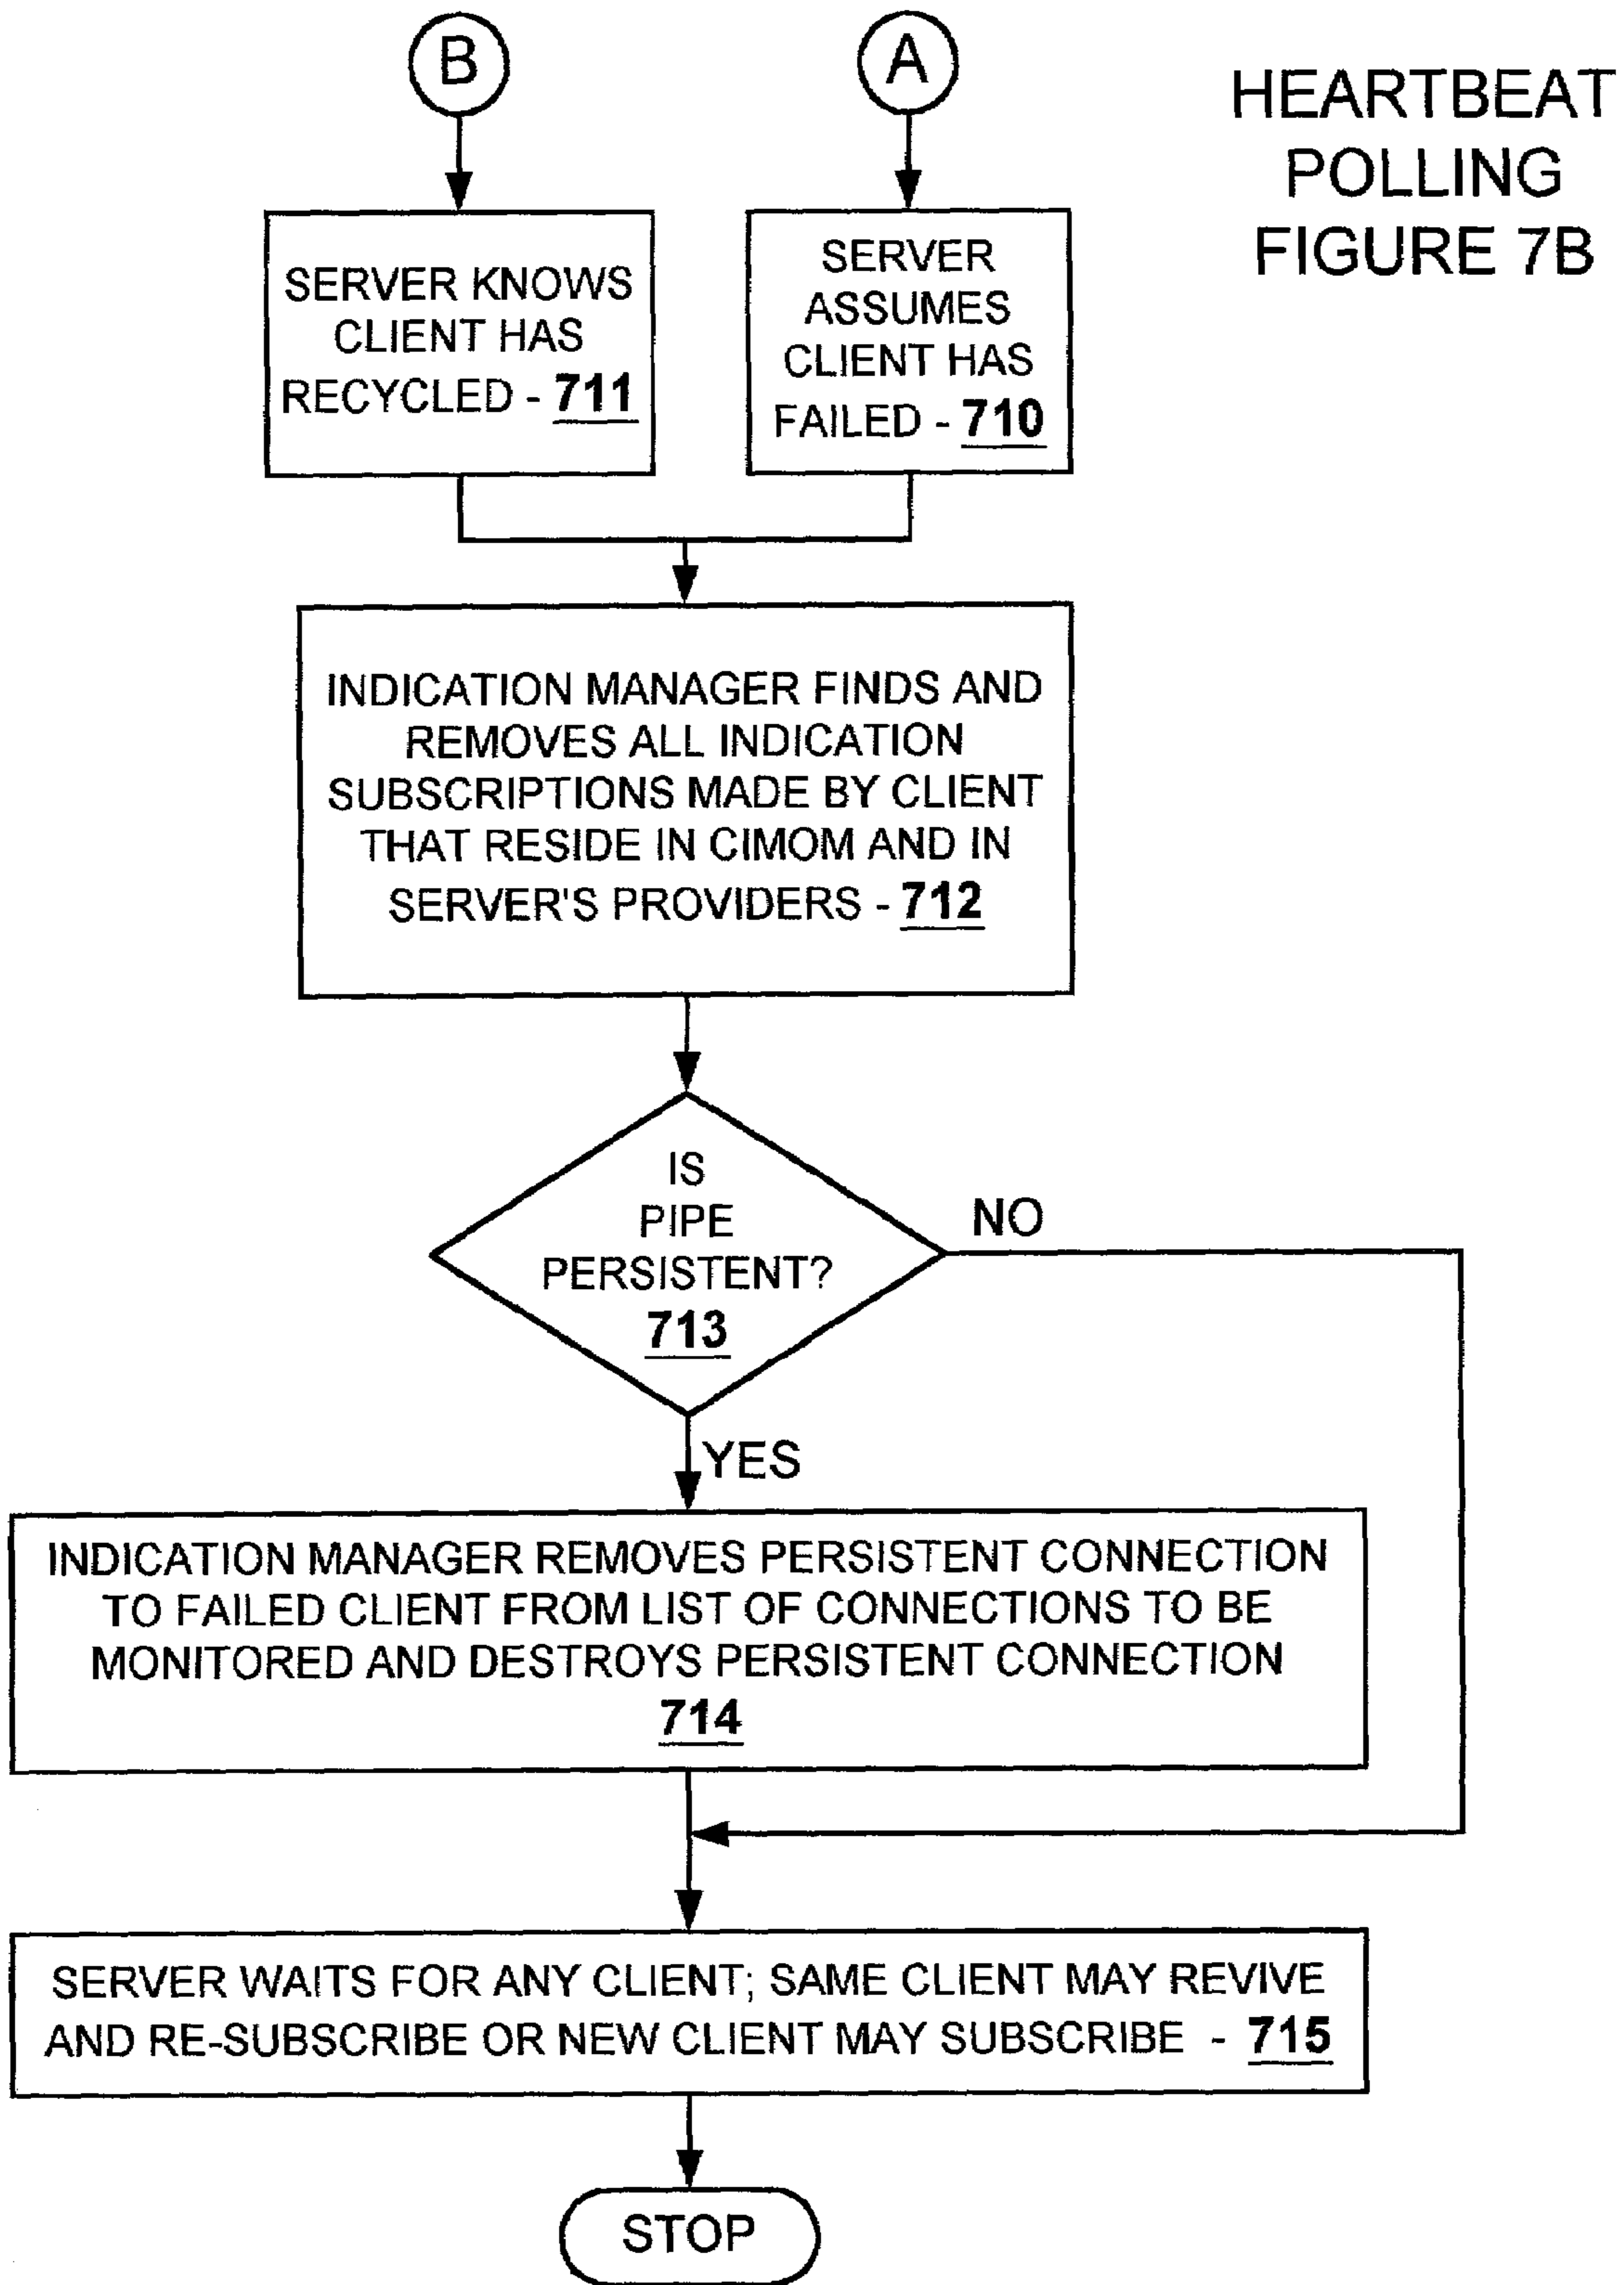 B
A
HEARTBEAT
POLLING
FIGURE 7B
SERVER KNOWS
CLIENT HAS
RECYCLED - 711
SERVER
ASSUMES
CLIENT HAS
FAILED - 710
INDICATION MANAGER FINDS AND
REMOVES ALL INDICATION
SUBSCRIPTIONS MADE BY CLIENT
THAT RESIDE IN CIMOM AND IN
SERVER'S PROVIDERS - 712
IS
PIPE
PERSISTENT?
713
NO
YES
INDICATION MANAGER REMOVES PERSISTENT CONNECTION
TO FAILED CLIENT FROM LIST OF CONNECTIONS TO BE
MONITORED AND DESTROYS PERSISTENT CONNECTION
714
SERVER WAITS FOR ANY CLIENT; SAME CLIENT MAY REVIVE
AND RE-SUBSCRIBE OR NEW CLIENT MAY SUBSCRIBE - 715
STOP